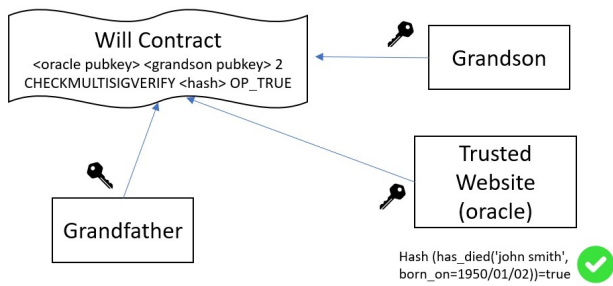 Will Contract
<oracle pubkey> <grandson pubkey> 2
CHECKMULTISIGVERIFY <hash> OP_TRUE
Grandson
Trusted
Website
(oracle)
Grandfather
Hash (has_died('john smith',
born_on=1950/01/02))=true